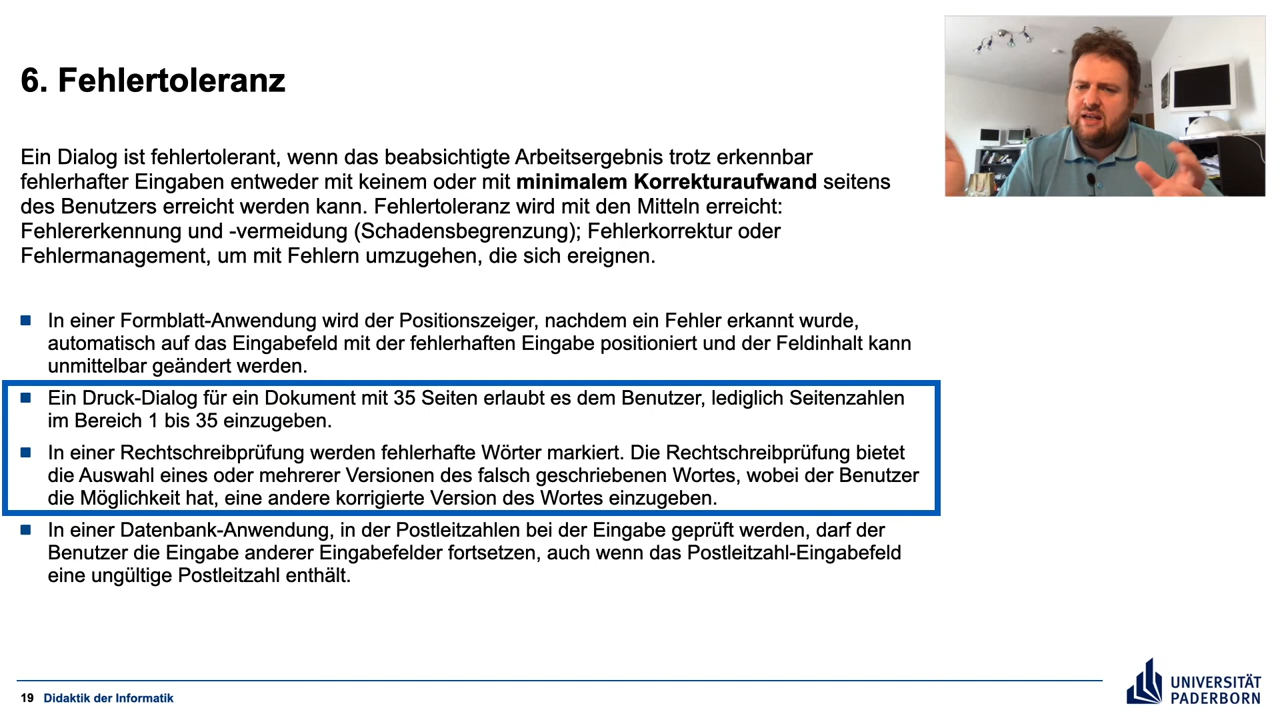 6. Fehlertoleranz
Ein Dialog ist fehlertolerant, wenn das beabsichtigte Arbeitsergebnis trotz erkennbar
fehlerhafter Eingaben entweder mit keinem oder mit minimalem Korrekturaufwand seitens
des Benutzers erreicht werden kann. Fehlertoleranz wird mit den Mitteln erreicht:
Fehlererkennung und -vermeidung (Schadensbegrenzung); Fehlerkorrektur oder
Fehlermanagement, um mit Fehlern umzugehen, die sich ereignen.
In einer Formblatt-Anwendung wird der Positionszeiger, nachdem ein Fehler erkannt wurde,
automatisch auf das Eingabefeld mit der fehlerhaften Eingabe positioniert und der Feldinhalt kann
unmittelbar geändert werden.
Ein Druck-Dialog für ein Dokument mit 35 Seiten erlaubt es dem Benutzer, lediglich Seitenzahlen
im Bereich 1 bis 35 einzugeben.
In einer Rechtschreibprüfung werden fehlerhafte Wörter markiert. Die Rechtschreibprüfung bietet
die Auswahl eines oder mehrerer Versionen des falsch geschriebenen Wortes, wobei der Benutzer
die Möglichkeit hat, eine andere korrigierte Version des Wortes einzugeben.
In einer Datenbank-Anwendung, in der Postleitzahlen bei der Eingabe geprüft werden, darf der
Benutzer die Eingabe anderer Eingabefelder fortsetzen, auch wenn das Postleitzahl-Eingabefeld
eine ungültige Postleitzahl enthält.
19 Didaktik der Informatik
UNIVERSITÄT
PADERBORN